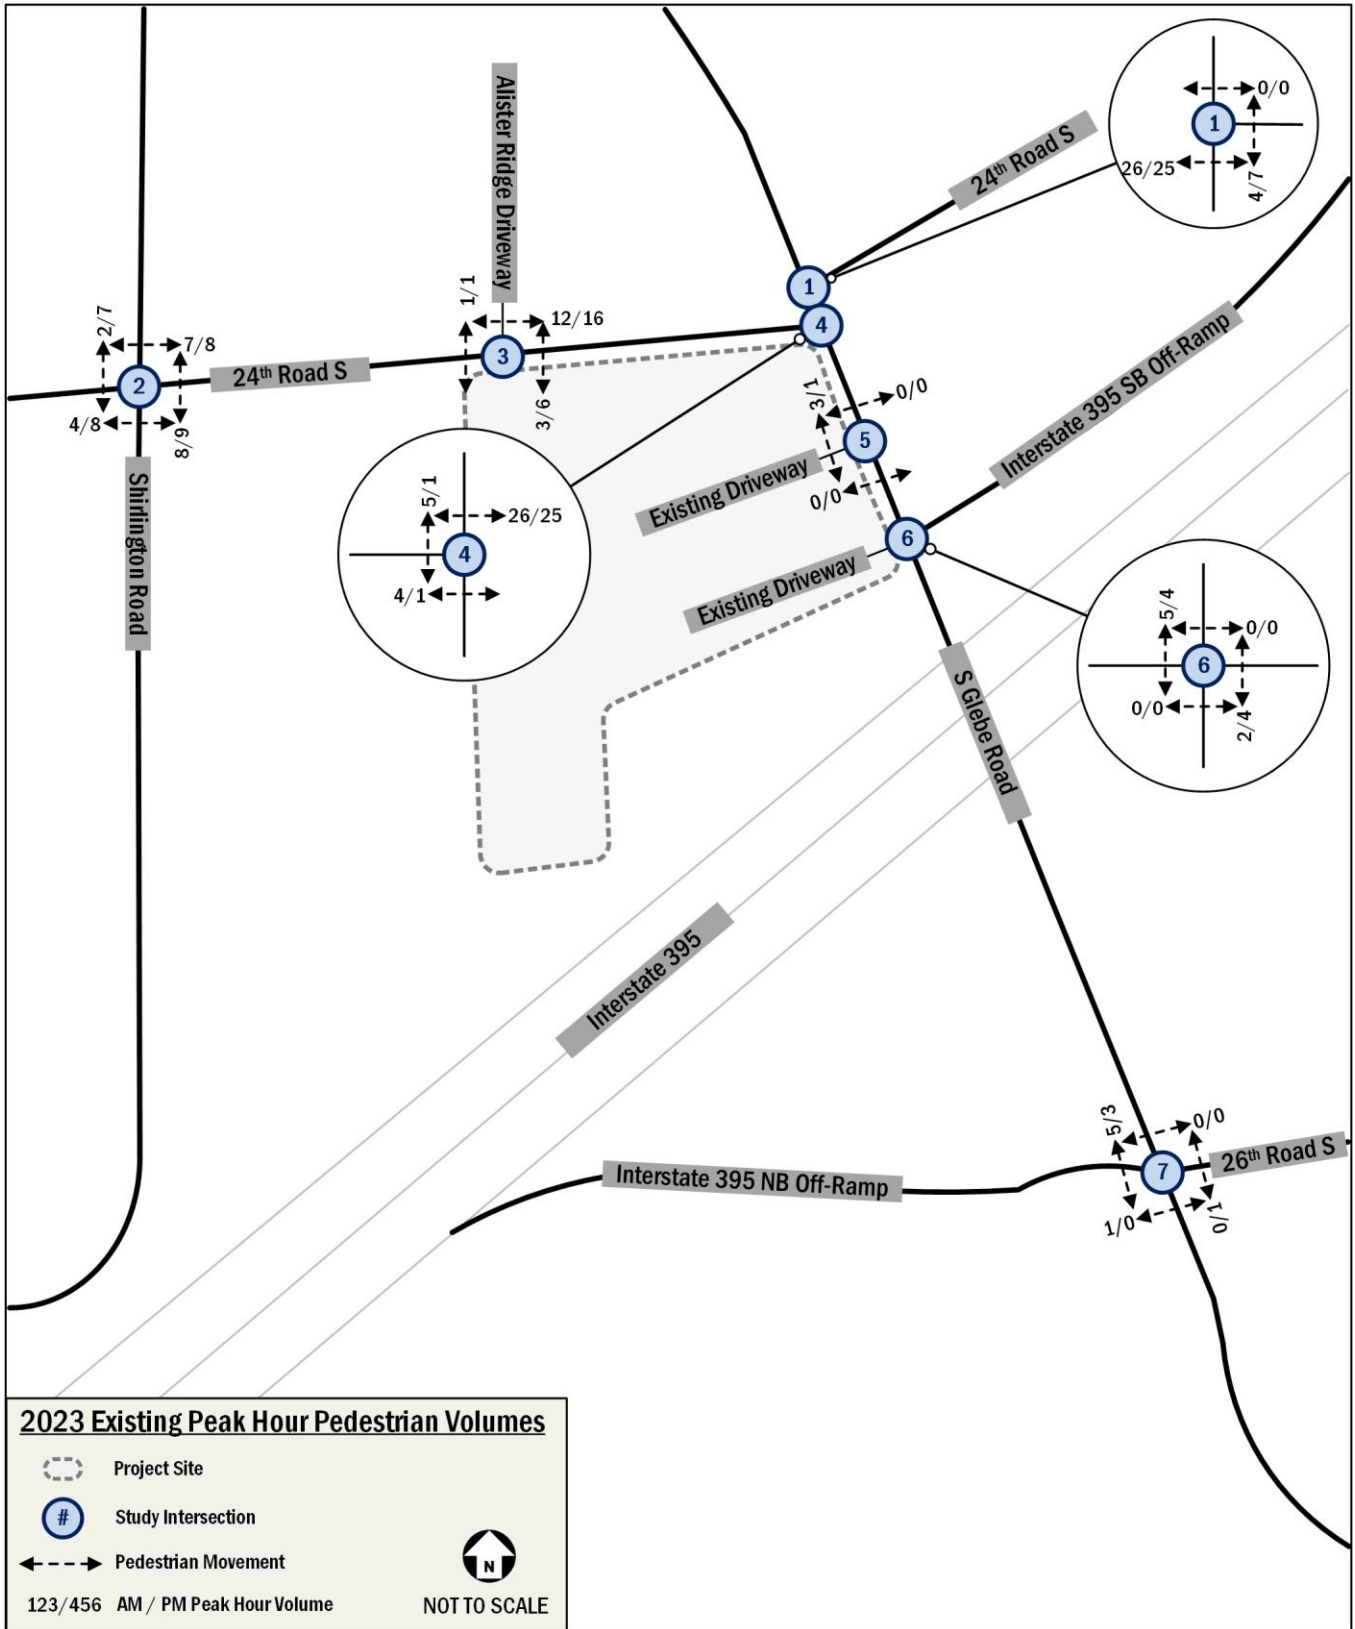 Alister Ridge Driveway
24th Road S
0/0
1
26/25
4/7
1
4
1/1
12/16
3
3/6
2/7
7/8
2
4/8
8/9
24th Road S
3/1
0/0
5
0/0
Existing Driveway
Interstate 395 SB Off-Ramp
6
Existing Driveway
5/1
26/25
4
4/1
Shirlington Road
5/4
0/0
6
0/0
2/4
S Glebe Road
Interstate 395
5/3
0/0
7
1/0
0/1
26th Road S
Interstate 395 NB Off-Ramp
2023 Existing Peak Hour Pedestrian Volumes
Project Site
# Study Intersection
Pedestrian Movement
123/456 AM / PM Peak Hour Volume
N
NOT TO SCALE